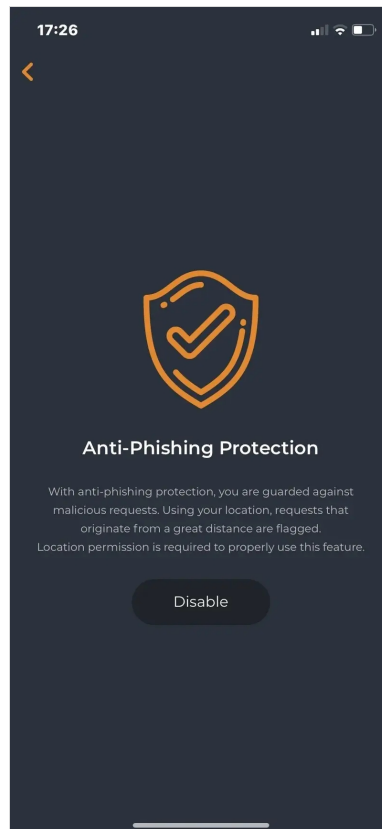 17:26
Anti-Phishing Protection
With anti-phishing protection, you are guarded against
malicious requests. Using your location, requests that
originate from a great distance are flagged.
Location permission is required to properly use this feature.
Disable